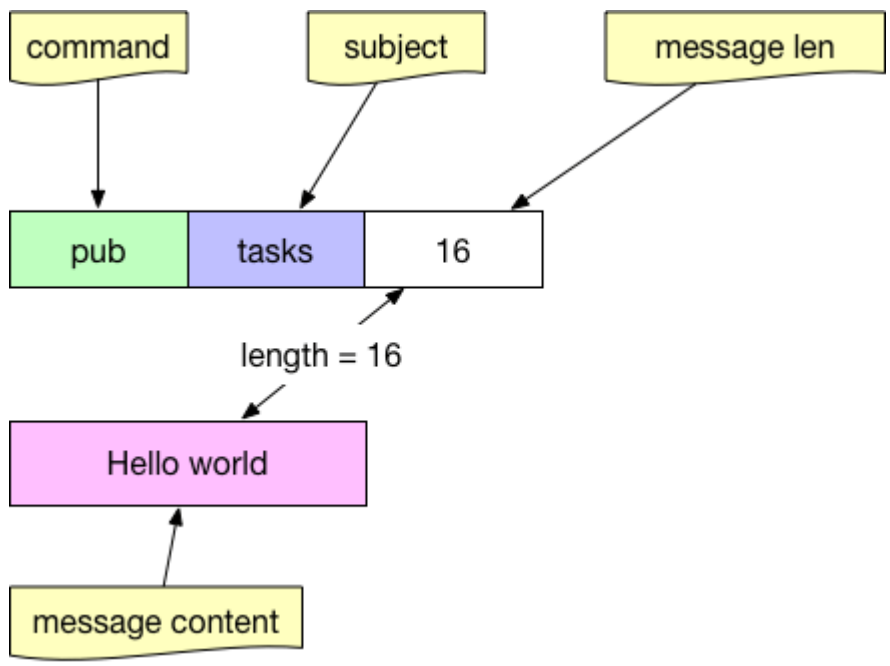 command
subject
message len
pub
tasks
16
length = 16
Hello world
message content